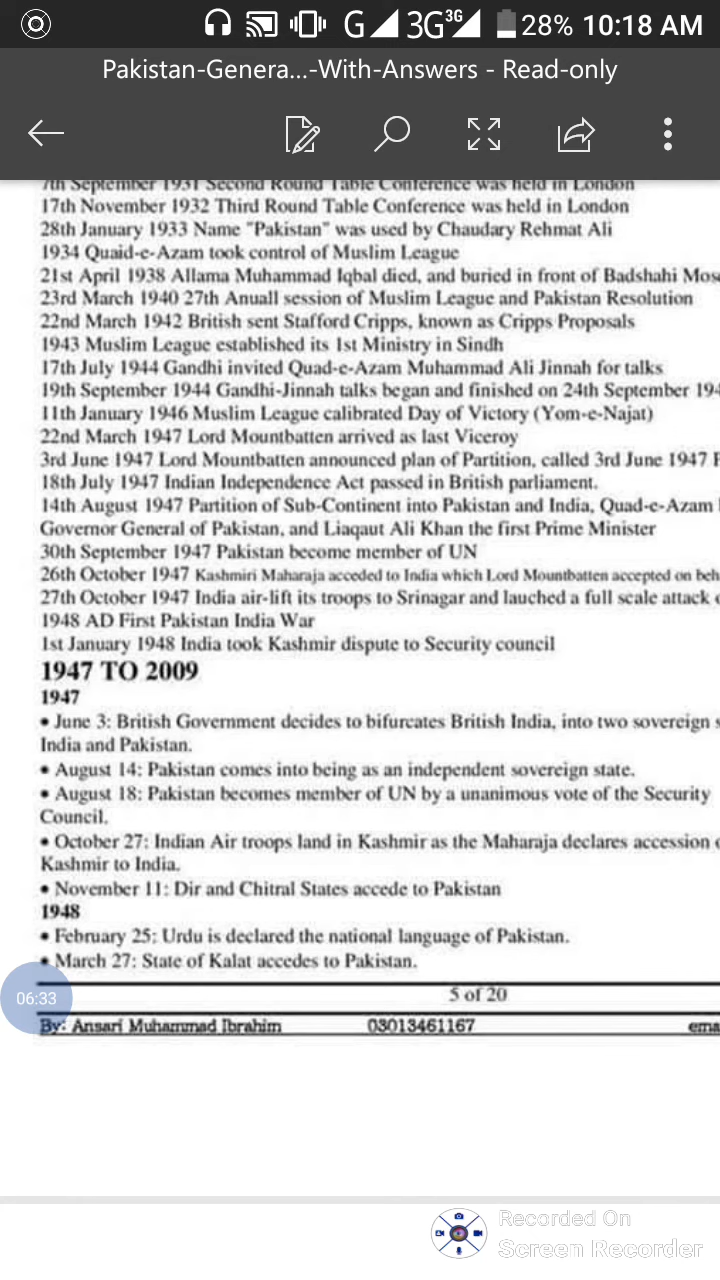 G 3G 3G 28% 10:18 AM
Pakistan-Genera...-With-Answers - Read-only
7th September 1931 Second Round Table Conference was held in London
17th November 1932 Third Round Table Conference was held in London
28th January 1933 Name "Pakistan" was used by Chaudary Rehmat Ali
1934 Quaid-e-Azam took control of Muslim League
21st April 1938 Allama Muhammad Iqbal died, and buried in front of Badshahi
23rd March 1940 27th Anuall session of Muslim League and Pakistan Resolution
22nd March 1942 British sent Stafford Cripps, known as Cripps Proposals
1943 Muslim League established its 1st Ministry in Sindh
17th July 1944 Gandhi invited Quad-e-Azam Muhammad Ali Jinnah for talks
19th September 1944 Gandhi-Jinnah talks began and finished on 24th September
11th January 1946 Muslim League calibrated Day of Victory (Yom-e-Najat)
22nd March 1947 Lord Mountbatten arrived as last Viceroy
3rd June 1947 Lord Mountbatten announced plan of Partition, called 3rd June 1947
18th July 1947 Indian Independence Act passed in British parliament.
14th August 1947 Partition of Sub-Continent into Pakistan and India, Quad-e-Azam
Governor General of Pakistan, and Liaqaut Ali Khan the first Prime Minister
30th September 1947 Pakistan become member of UN
26th October 1947 Kashmiri Maharaja acceded to India which Lord Mountbatten accepted on
27th October 1947 India air-lift its troops to Srinagar and lauched a full scale attack
1948 AD First Pakistan India War
1st January 1948 India took Kashmir dispute to Security council
1947 TO 2009
1947
• June 3: British Government decides to bifurcates British India, into two sovereign
India and Pakistan.
• August 14: Pakistan comes into being as an independent sovereign state.
• August 18: Pakistan becomes member of UN by a unanimous vote of the Security
Council.
• October 27: Indian Air troops land in Kashmir as the Maharaja declares accession
Kashmir to India.
• November 11: Dir and Chitral States accede to Pakistan
1948
• February 25: Urdu is declared the national language of Pakistan.
• March 27: State of Kalat accedes to Pakistan.
06:33
5 of 20
By: Ansari Muhammad Ibrahim 03013461167
Recorded On
Screen Recorder